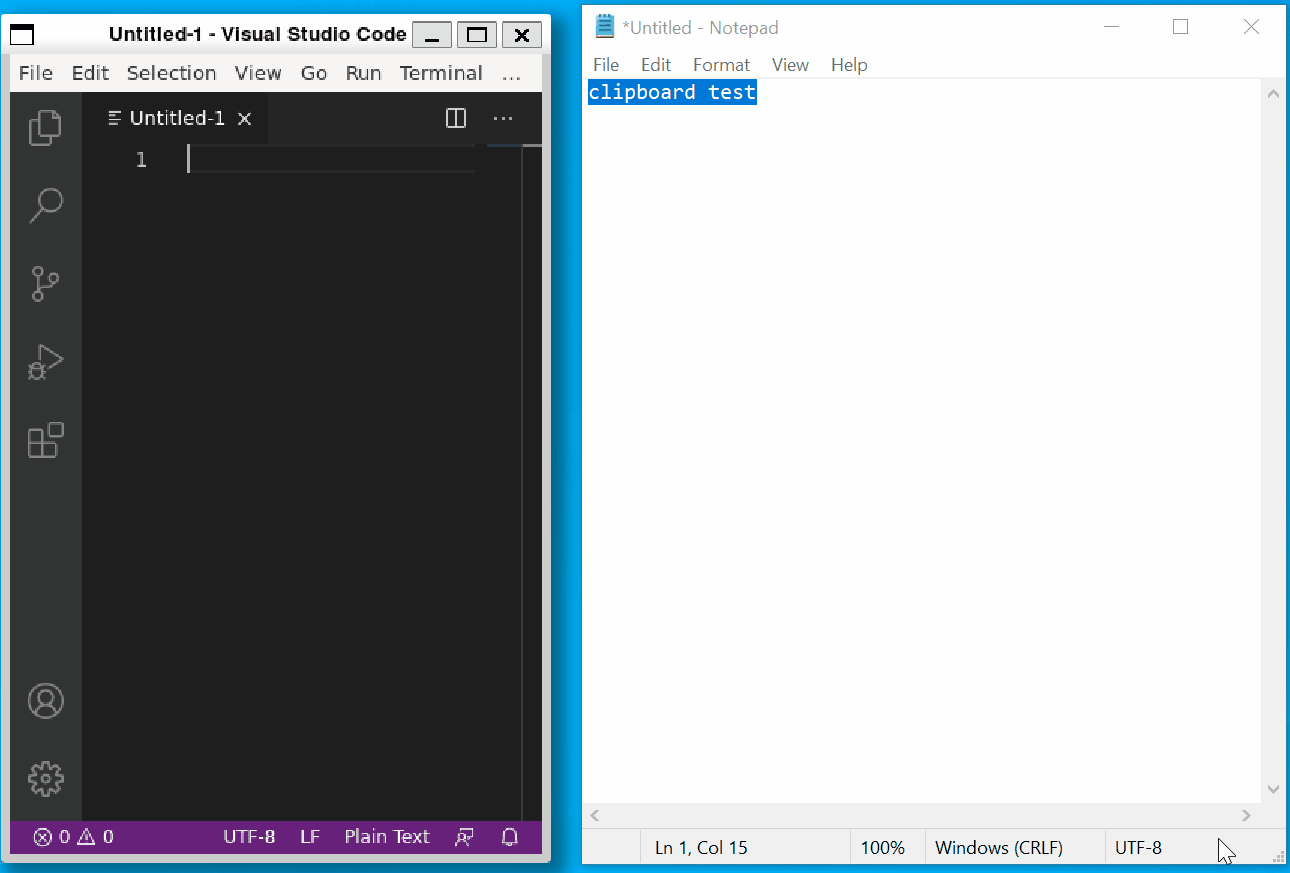 Untitled-1 - Visual Studio Code
File Edit Selection View Go Run Terminal ...
Untitled-1
1
0 0 UTF-8 LF Plain Text
*Untitled - Notepad
File Edit Format View Help
clipboard test
Ln 1, Col 15 100% Windows (CRLF) UTF-8